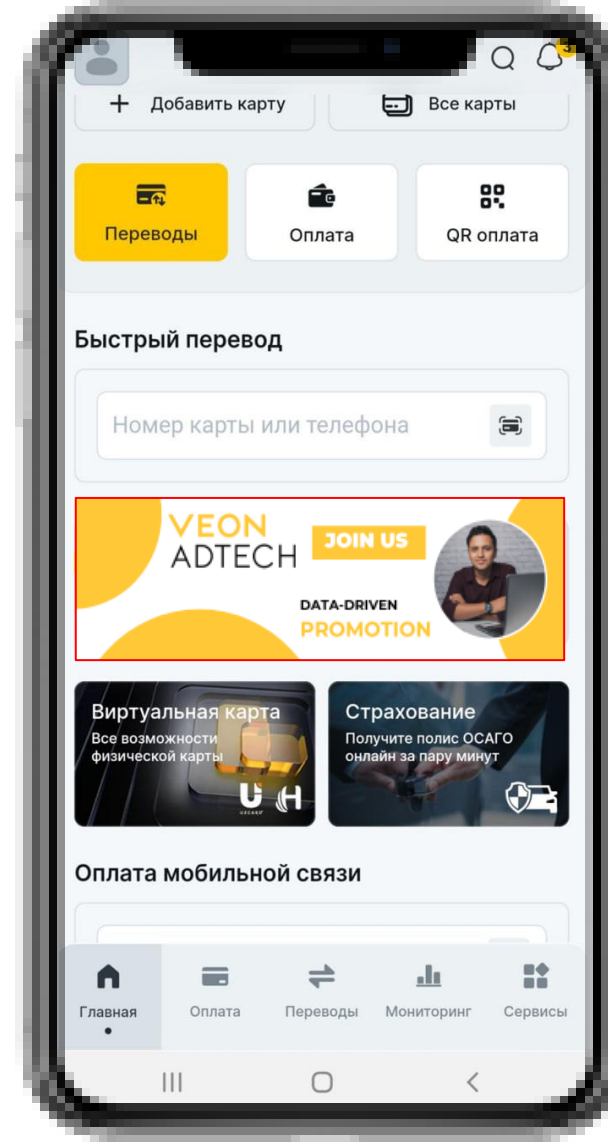 3
Добавить карту
Все карты
Переводы
Оплата
QR оплата
Быстрый перевод
Номер карты или телефона
VEON
ADTECH
JOIN US
DATA-DRIVEN
PROMOTION
Виртуальная карта
Все возможности
физической карты
Страхование
Получите полис ОСАГО
онлайн за пару минут
Оплата мобильной связи
Главная
Оплата
Переводы
Мониторинг
Сервисы